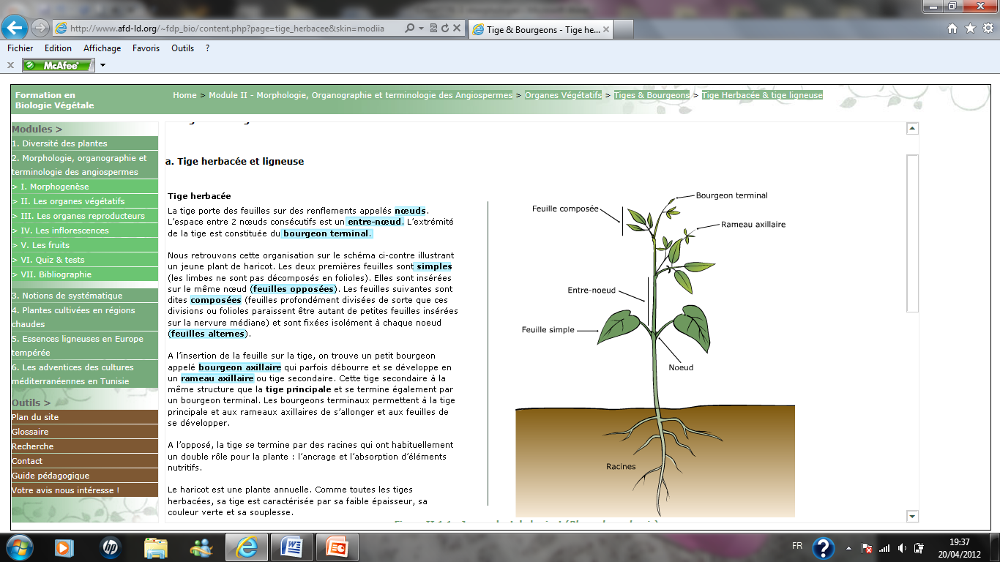 http://www.afd-ld.org/~fdp_bio/content.php?page=tige_herbacee&skin=modiia
Tige & Bourgeons - Tige he...
Fichier Edition Affichage Favoris Outils ?
x McAfee
Formation en
Biologie Végétale
Home > Module II - Morphologie, Organographie et terminologie des Angiospermes > Organes Végétatifs > Tiges & Bourgeons > Tige Herbacée & tige ligneuse
Modules >
1. Diversité des plantes
2. Morphologie, organographie et
terminologie des angiospermes
> I. Morphogenèse
> II. Les organes végétatifs
> III. Les organes reproducteurs
> IV. Les inflorescences
> V. Les fruits
> VI. Quiz & tests
> VII. Bibliographie
3. Notions de systématique
4. Plantes cultivées en régions
chaudes
5. Essences ligneuses en Europe
tempérée
6. Les adventices des cultures
méditerranéennes en Tunisie
Outils >
Plan du site
Glossaire
Recherche
Contact
Guide pédagogique
Votre avis nous intéresse !
a. Tige herbacée et ligneuse
Tige herbacée
La tige porte des feuilles sur des renflements appelés nœuds.
L'espace entre 2 nœuds consécutifs est un entre-nœud. L'extrémité
de la tige est constituée du bourgeon terminal.
Nous retrouvons cette organisation sur le schéma ci-contre illustrant
un jeune plant de haricot. Les deux premières feuilles sont simples
(les limbes ne sont pas décomposés en folioles). Elles sont insérées
sur le même nœud (feuilles opposées). Les feuilles suivantes sont
dites composées (feuilles profondément divisées de sorte que ces
divisions ou folioles paraissent être autant de petites feuilles insérées
sur la nervure médiane) et sont fixées isolément à chaque noeud
(feuilles alternes).
A l'insertion de la feuille sur la tige, on trouve un petit bourgeon
appelé bourgeon axillaire qui parfois débourre et se développe en
un rameau axillaire ou tige secondaire. Cette tige secondaire à la
même structure que la tige principale et se termine également par
un bourgeon terminal. Les bourgeons terminaux permettent à la tige
principale et aux rameaux axillaires de s'allonger et aux feuilles de
se développer.
A l'opposé, la tige se termine par des racines qui ont habituellement
un double rôle pour la plante : l'ancrage et l'absorption d'éléments
nutritifs.
Le haricot est une plante annuelle. Comme toutes les tiges
herbacées, sa tige est caractérisée par sa faible épaisseur, sa
couleur verte et sa souplesse.
Bourgeon terminal
Feuille composée
Rameau axillaire
Entre-noeud
Feuille simple
Noeud
Racines
hp
FR
?
19:37
20/04/2012